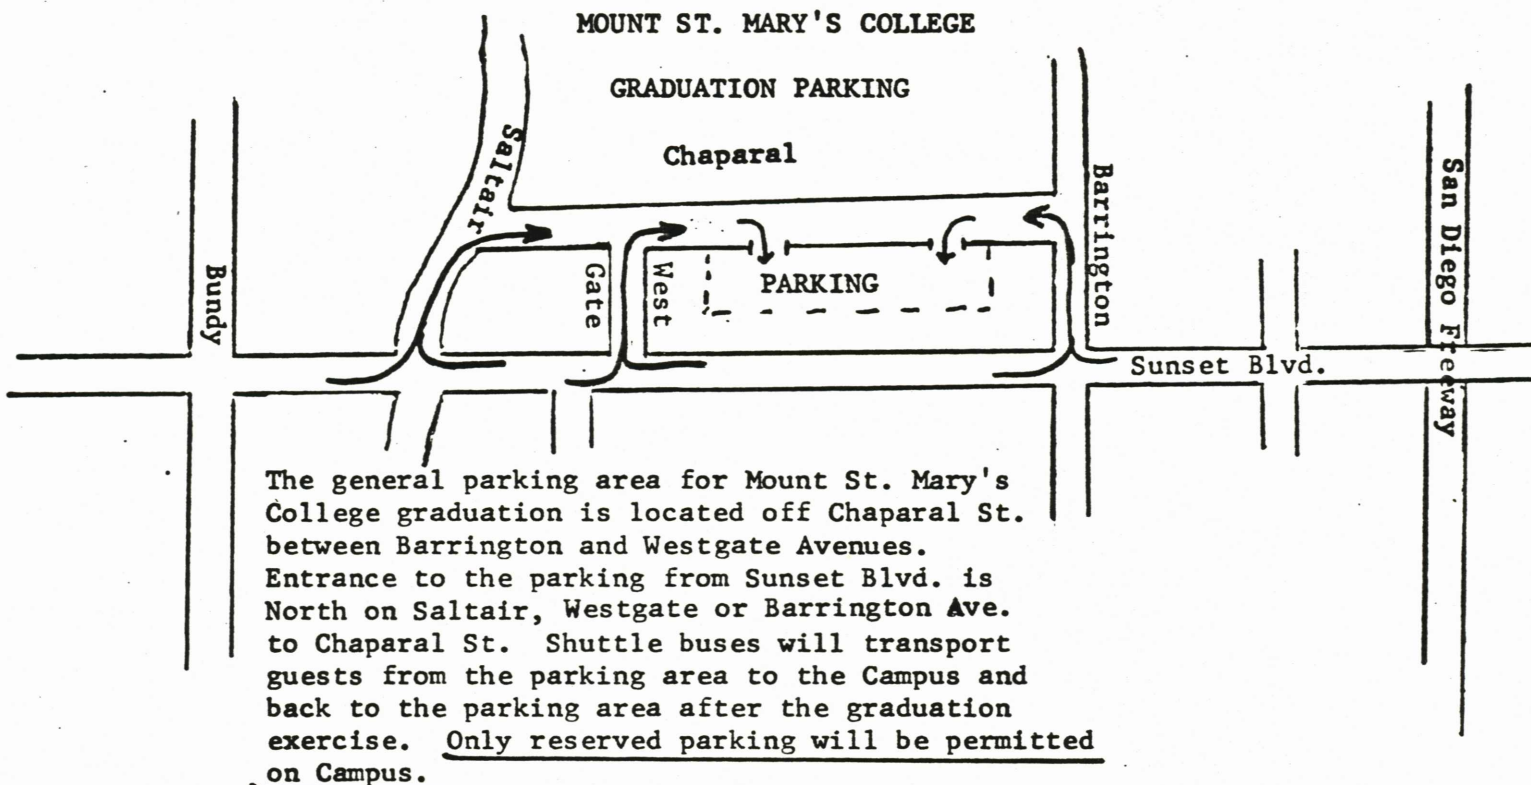 MOUNT ST. MARY'S COLLEGE
GRADUATION PARKING
Chaparal
Saltair
Barrington
San Diego Freeway
Bundy
Gate
West
PARKING
Sunset Blvd.
The general parking area for Mount St. Mary's
College graduation is located off Chaparal St.
between Barrington and Westgate Avenues.
Entrance to the parking from Sunset Blvd. is
North on Saltair, Westgate or Barrington Ave.
to Chaparal St.  Shuttle buses will transport
guests from the parking area to the Campus and
back to the parking area after the graduation
exercise.  Only reserved parking will be permitted
on Campus.